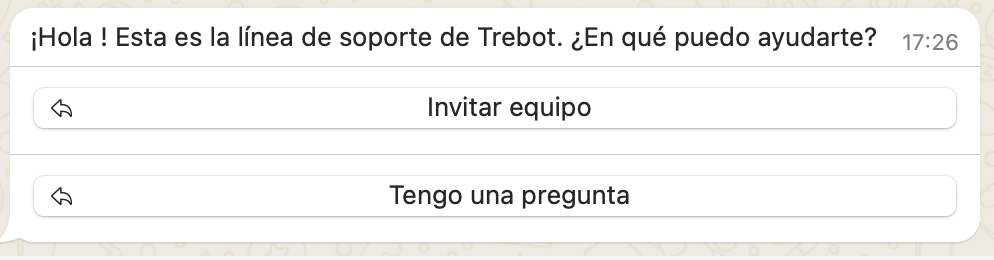 ¡Hola ! Esta es la línea de soporte de Trebot. ¿En qué puedo ayudarte? 17:26
Invitar equipo
Tengo una pregunta